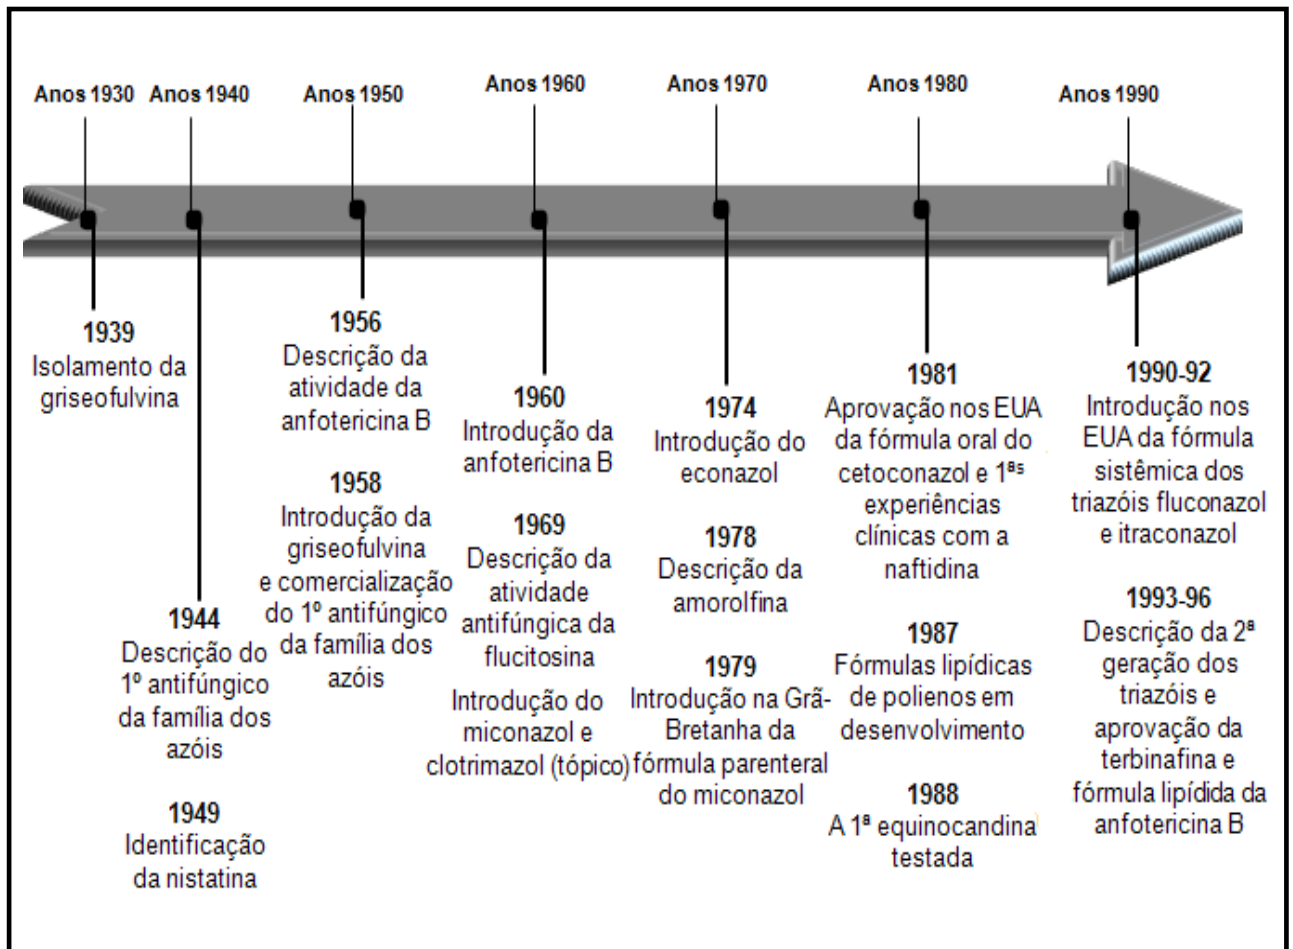 Anos 1930
Anos 1940
Anos 1950
Anos 1960
Anos 1970
Anos 1980
Anos 1990
1939
Isolamento da
griseofulvina
1944
Descrição do
1º antifúngico
da família dos
azóis
1949
Identificação
da nistatina
1956
Descrição da
atividade da
anfotericina B
1958
Introdução da
griseofulvina
e comercialização
do 1º antifúngico
da família dos
azóis
1960
Introdução da
anfotericina B
1969
Descrição da
atividade
antifúngica da
flucitosina
Introdução do
miconazol e
clotrimazol (tópico)
1974
Introdução do
econazol
1978
Descrição da
amorolfina
1979
Introdução na Grã-
Bretanha da
fórmula parenteral
do miconazol
1981
Aprovação nos EUA
da fórmula oral do
cetoconazol e 1ªs
experiências
clínicas com a
naftidina
1987
Fórmulas lipídicas
de polienos em
desenvolvimento
1988
A 1ª equinocandina
testada
1990-92
Introdução nos
EUA da fórmula
sistêmica dos
triazóis fluconazol
e itraconazol
1993-96
Descrição da 2ª
geração dos
triazóis e
aprovação da
terbinafina e
fórmula lipídida da
anfotericina B